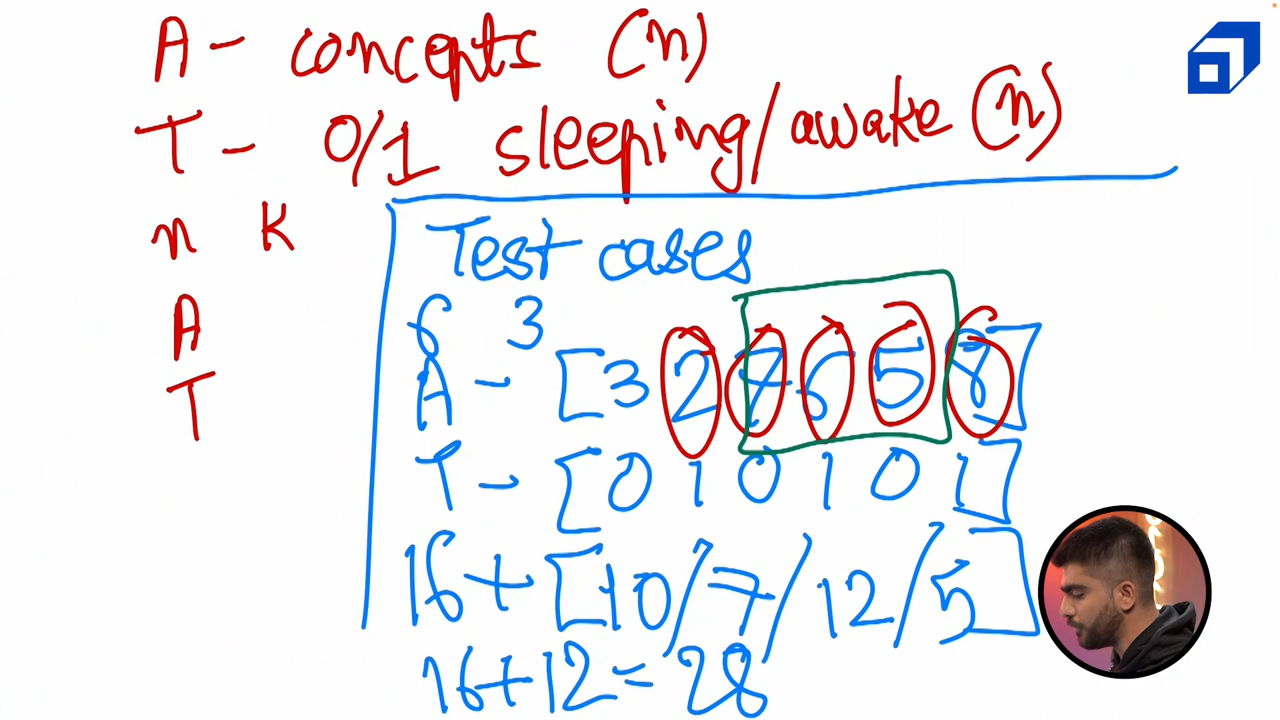 A - concepts (n)
T - 0/1 sleeping/awake (n)
n K
A
T
Test cases
6 3
A - [3 2 7 6 5 8]
T - [0 1 0 1 0 1]
16 + [10/7/12/5]
16+12 = 28